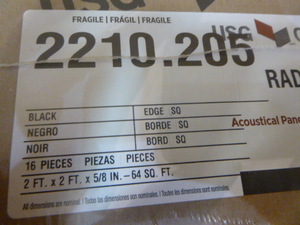 FRAGILE / FRÁGIL / FRAGILE
USG
2210.205
RAD
BLACK EDGE SQ
NEGRO BORDE SQ
NOIR BORD SQ
Acoustical Pane
16 PIECES PIEZAS PIECES
2 FT. x 2 FT. x 5/8 IN.–64 SQ. FT.
All dimensions are nominal. / Todas las dimensiones son nominales. / Toutes les dimensions sont nominales.